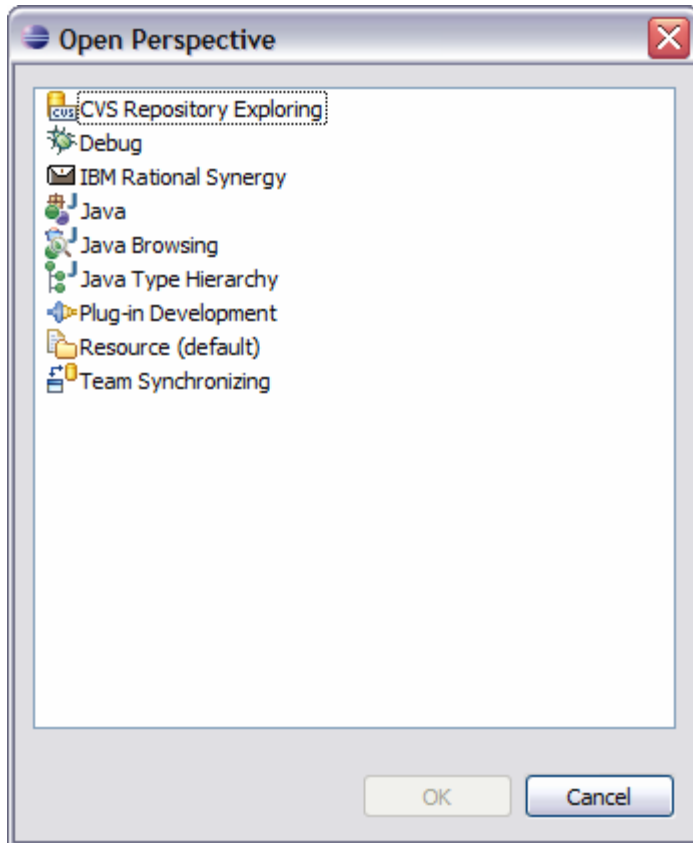 Open Perspective
CVS CVS Repository Exploring
Debug
IBM Rational Synergy
J Java
J Java Browsing
J Java Type Hierarchy
Plug-in Development
Resource (default)
Team Synchronizing
OK Cancel